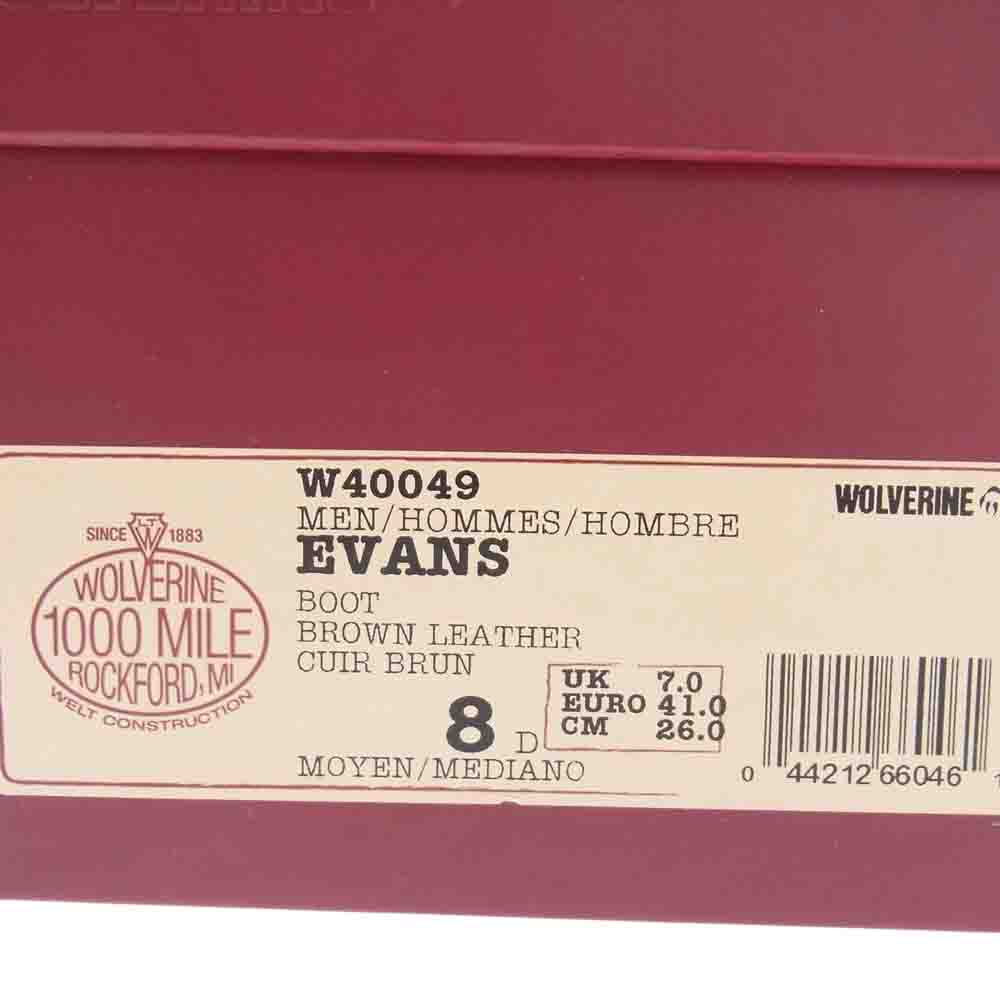 W40049
MEN/HOMMES/HOMBRE
EVANS
BOOT
BROWN LEATHER
CUIR BRUN
8 D
MOYEN/MEDIANO
UK 7.0
EURO 41.0
CM 26.0
SINCE LTW 1883
WOLVERINE
1000 MILE
ROCKFORD, MI
WELT CONSTRUCTION
WOLVERINE
0 44212 66046